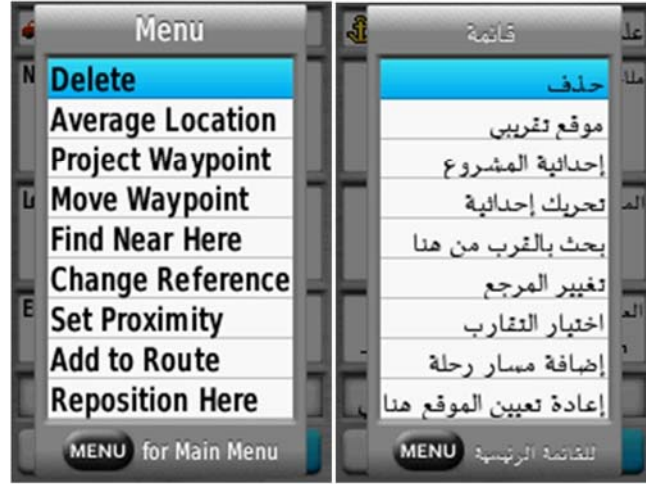 Menu
Delete
Average Location
Project Waypoint
Move Waypoint
Find Near Here
Change Reference
Set Proximity
Add to Route
Reposition Here
MENU for Main Menu
قائمة
حذف
موقع تقريبي
إحداثية المشروع
تحريك إحداثية
بحث بالقرب من هنا
تغيير المرجع
اختيار التقارب
إضافة مسار رحلة
إعادة تعيين الموقع هنا
للقائمة الرئيسية MENU